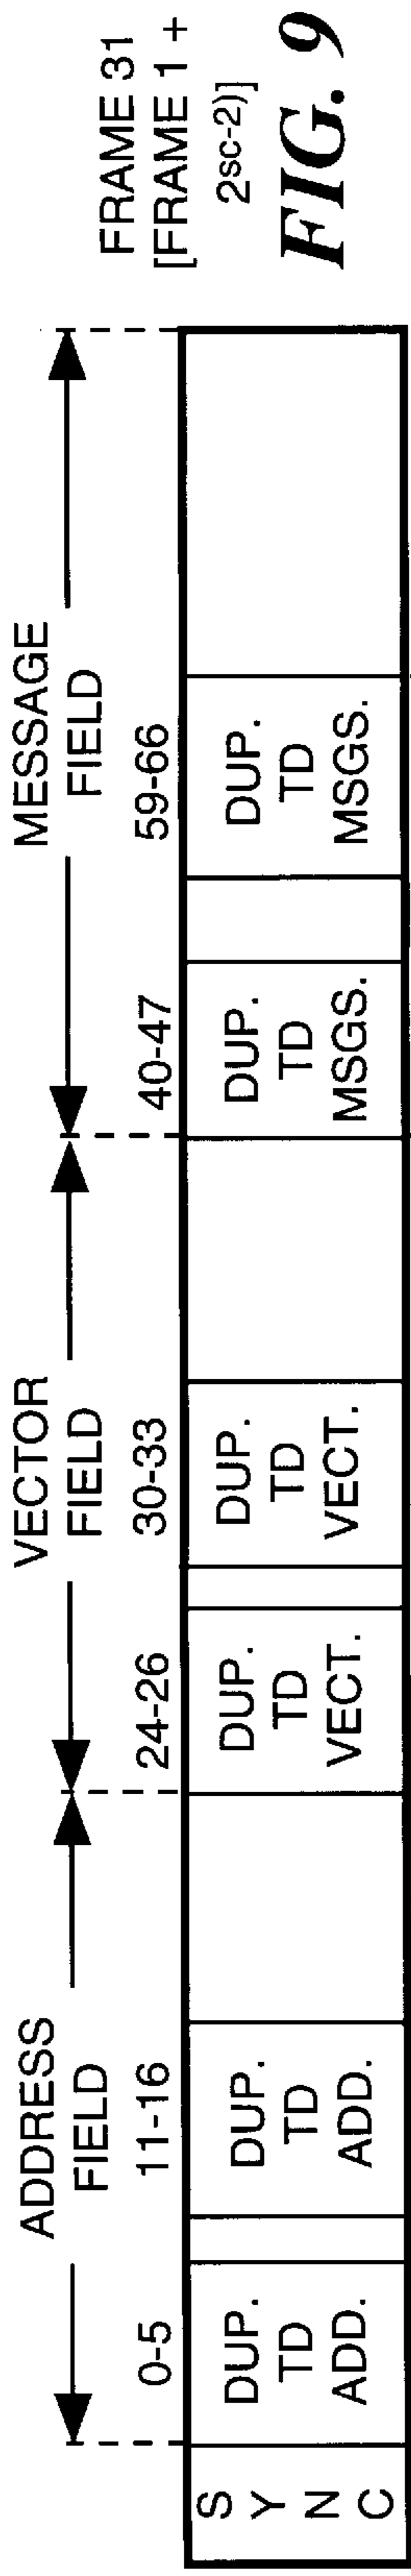 ADDRESS
FIELD
VECTOR
FIELD
MESSAGE
FIELD
0-5
11-16
24-26
30-33
40-47
59-66
SYNC
DUP.
TD
ADD.
DUP.
TD
ADD.
DUP.
TD
VECT.
DUP.
TD
VECT.
DUP.
TD
MSGS.
DUP.
TD
MSGS.
FRAME 31
[FRAME 1 +
2sc-2)]
FIG. 9